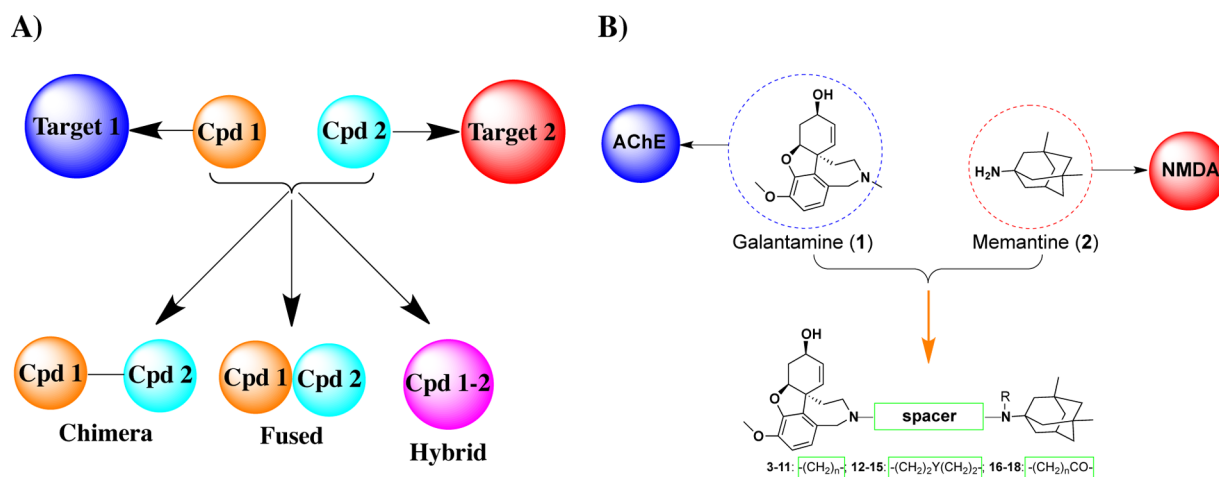 A)
Target 1
Cpd 1
Cpd 2
Target 2
Cpd 1
Cpd 2
Chimera
Cpd 1
Cpd 2
Fused
Cpd 1-2
Hybrid
B)
AChE
OH
O
O
N
Galantamine (1)
H₂N
Memantine (2)
NMDA
OH
O
O
N
spacer
R
N
3-11: -(CH₂)n-; 12-15: -(CH₂)₂Y(CH₂)₂-; 16-18: -(CH₂)nCO-